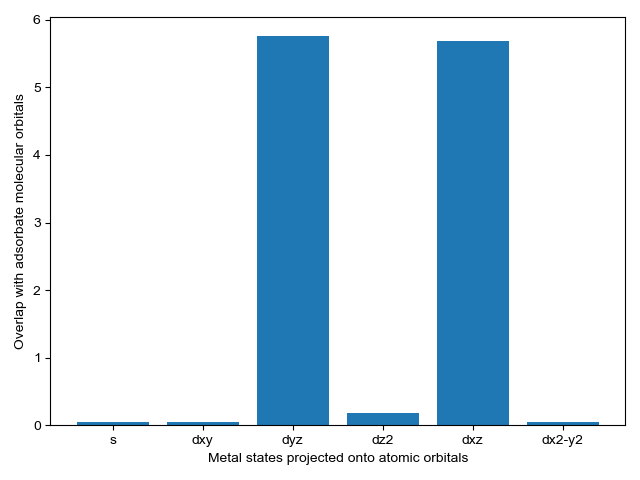 6
5
4
3
2
1
0
Overlap with adsorbate molecular orbitals
s dxy dyz dz2 dxz dx2-y2
Metal states projected onto atomic orbitals